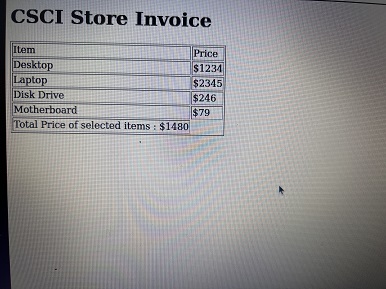 CSCI Store Invoice
Item Price
Desktop $1234
Laptop $2345
Disk Drive $246
Motherboard $79
Total Price of selected items : $1480